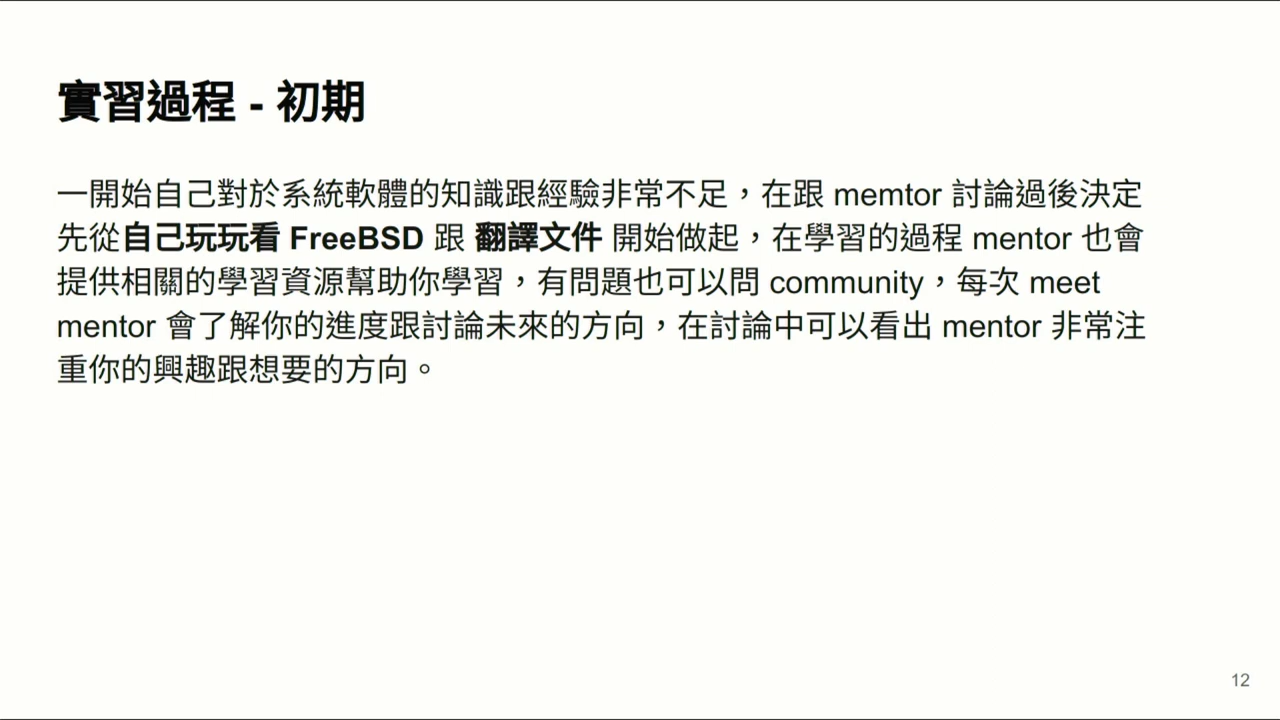 實習過程 - 初期
一開始自己對於系統軟體的知識跟經驗非常不足，在跟 memtor 討論過後決定
先從自己玩玩看 FreeBSD 跟 翻譯文件 開始做起，在學習的過程 mentor 也會
提供相關的學習資源幫助你學習，有問題也可以問 community，每次 meet
mentor 會了解你的進度跟討論未來的方向，在討論中可以看出 mentor 非常注
重你的興趣跟想要的方向。
12